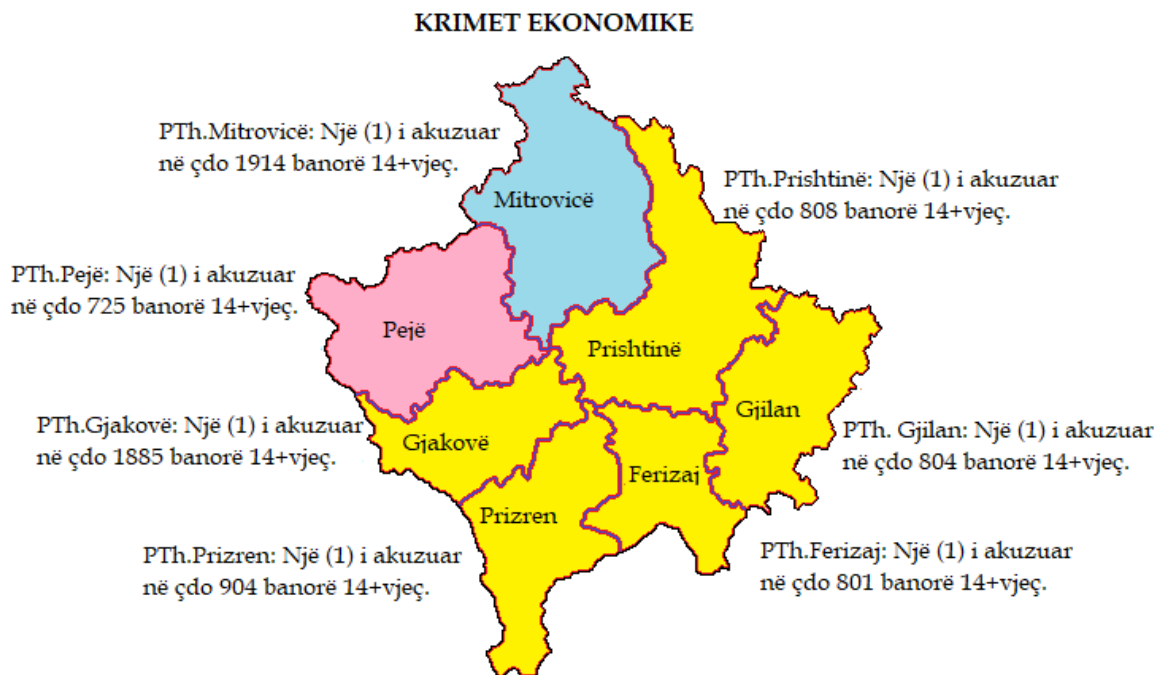 KRIMET EKONOMIKE
PTh.Mitrovicë: Një (1) i akuzuar
në çdo 1914 banorë 14+vjeç.
Mitrovicë
PTh.Prishtinë: Një (1) i akuzuar
në çdo 808 banorë 14+vjeç.
PTh.Pejë: Një (1) i akuzuar
në çdo 725 banorë 14+vjeç.
Pejë
Prishtinë
Gjilan
PTh.Gjakovë: Një (1) i akuzuar
në çdo 1885 banorë 14+vjeç.
Gjakovë
PTh. Gjilan: Një (1) i akuzuar
në çdo 804 banorë 14+vjeç.
Ferizaj
Prizren
PTh.Prizren: Një (1) i akuzuar
në çdo 904 banorë 14+vjeç.
PTh.Ferizaj: Një (1) i akuzuar
në çdo 801 banorë 14+vjeç.